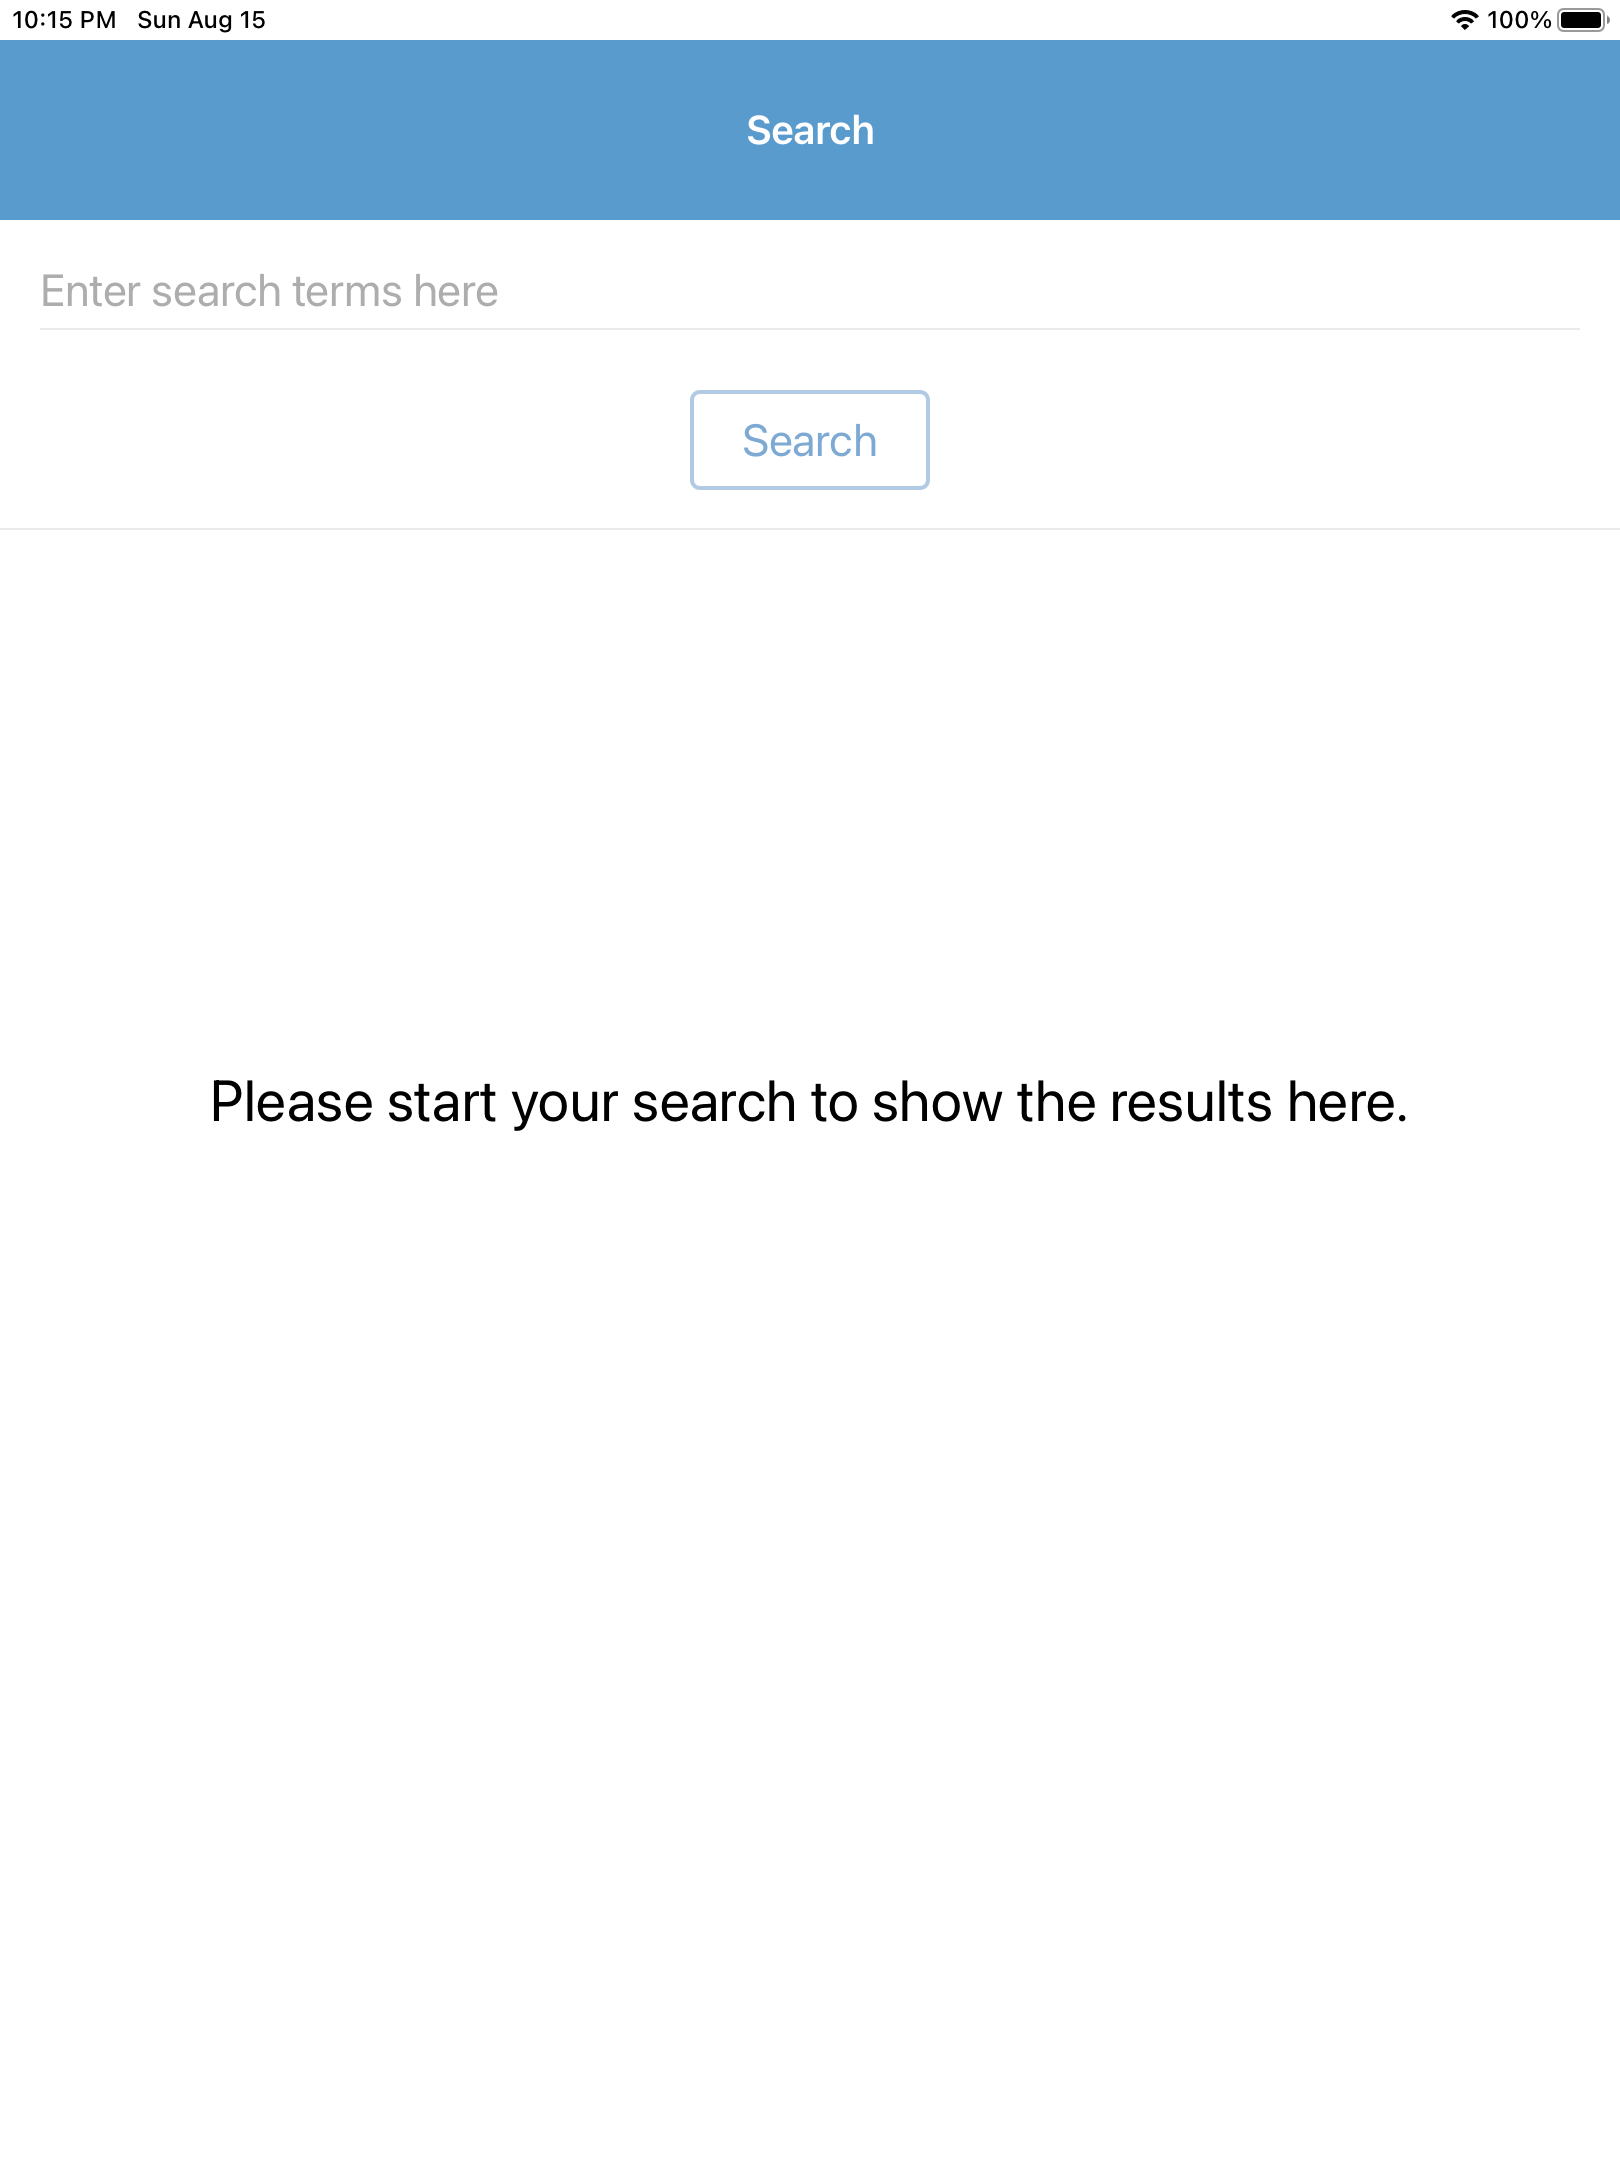 10:15 PM Sun Aug 15 100%
Search
Enter search terms here
Search
Please start your search to show the results here.